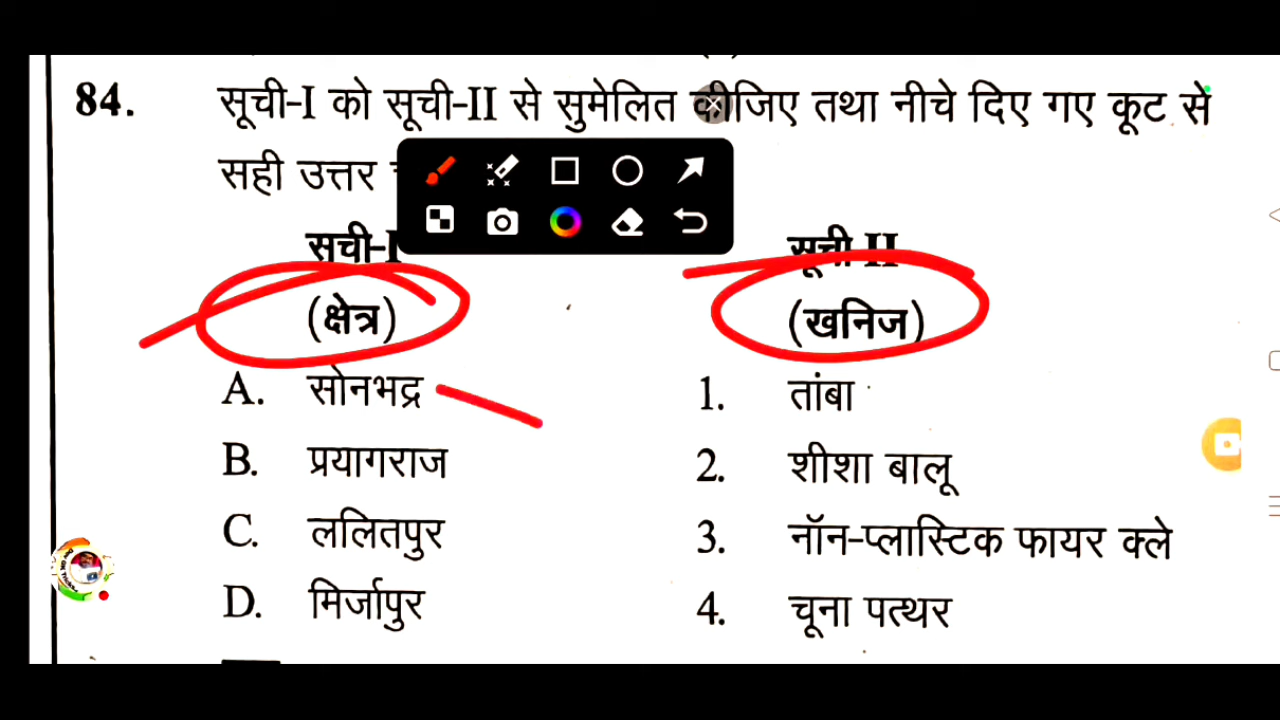 84. सूची-I को सूची-II से सुमेलित कीजिए तथा नीचे दिए गए कूट से
सही उत्तर
सूची-I सूची II
(क्षेत्र) (खनिज)
A. सोनभद्र 1. तांबा
B. प्रयागराज 2. शीशा बालू
C. ललितपुर 3. नॉन-प्लास्टिक फायर क्ले
D. मिर्जापुर 4. चूना पत्थर